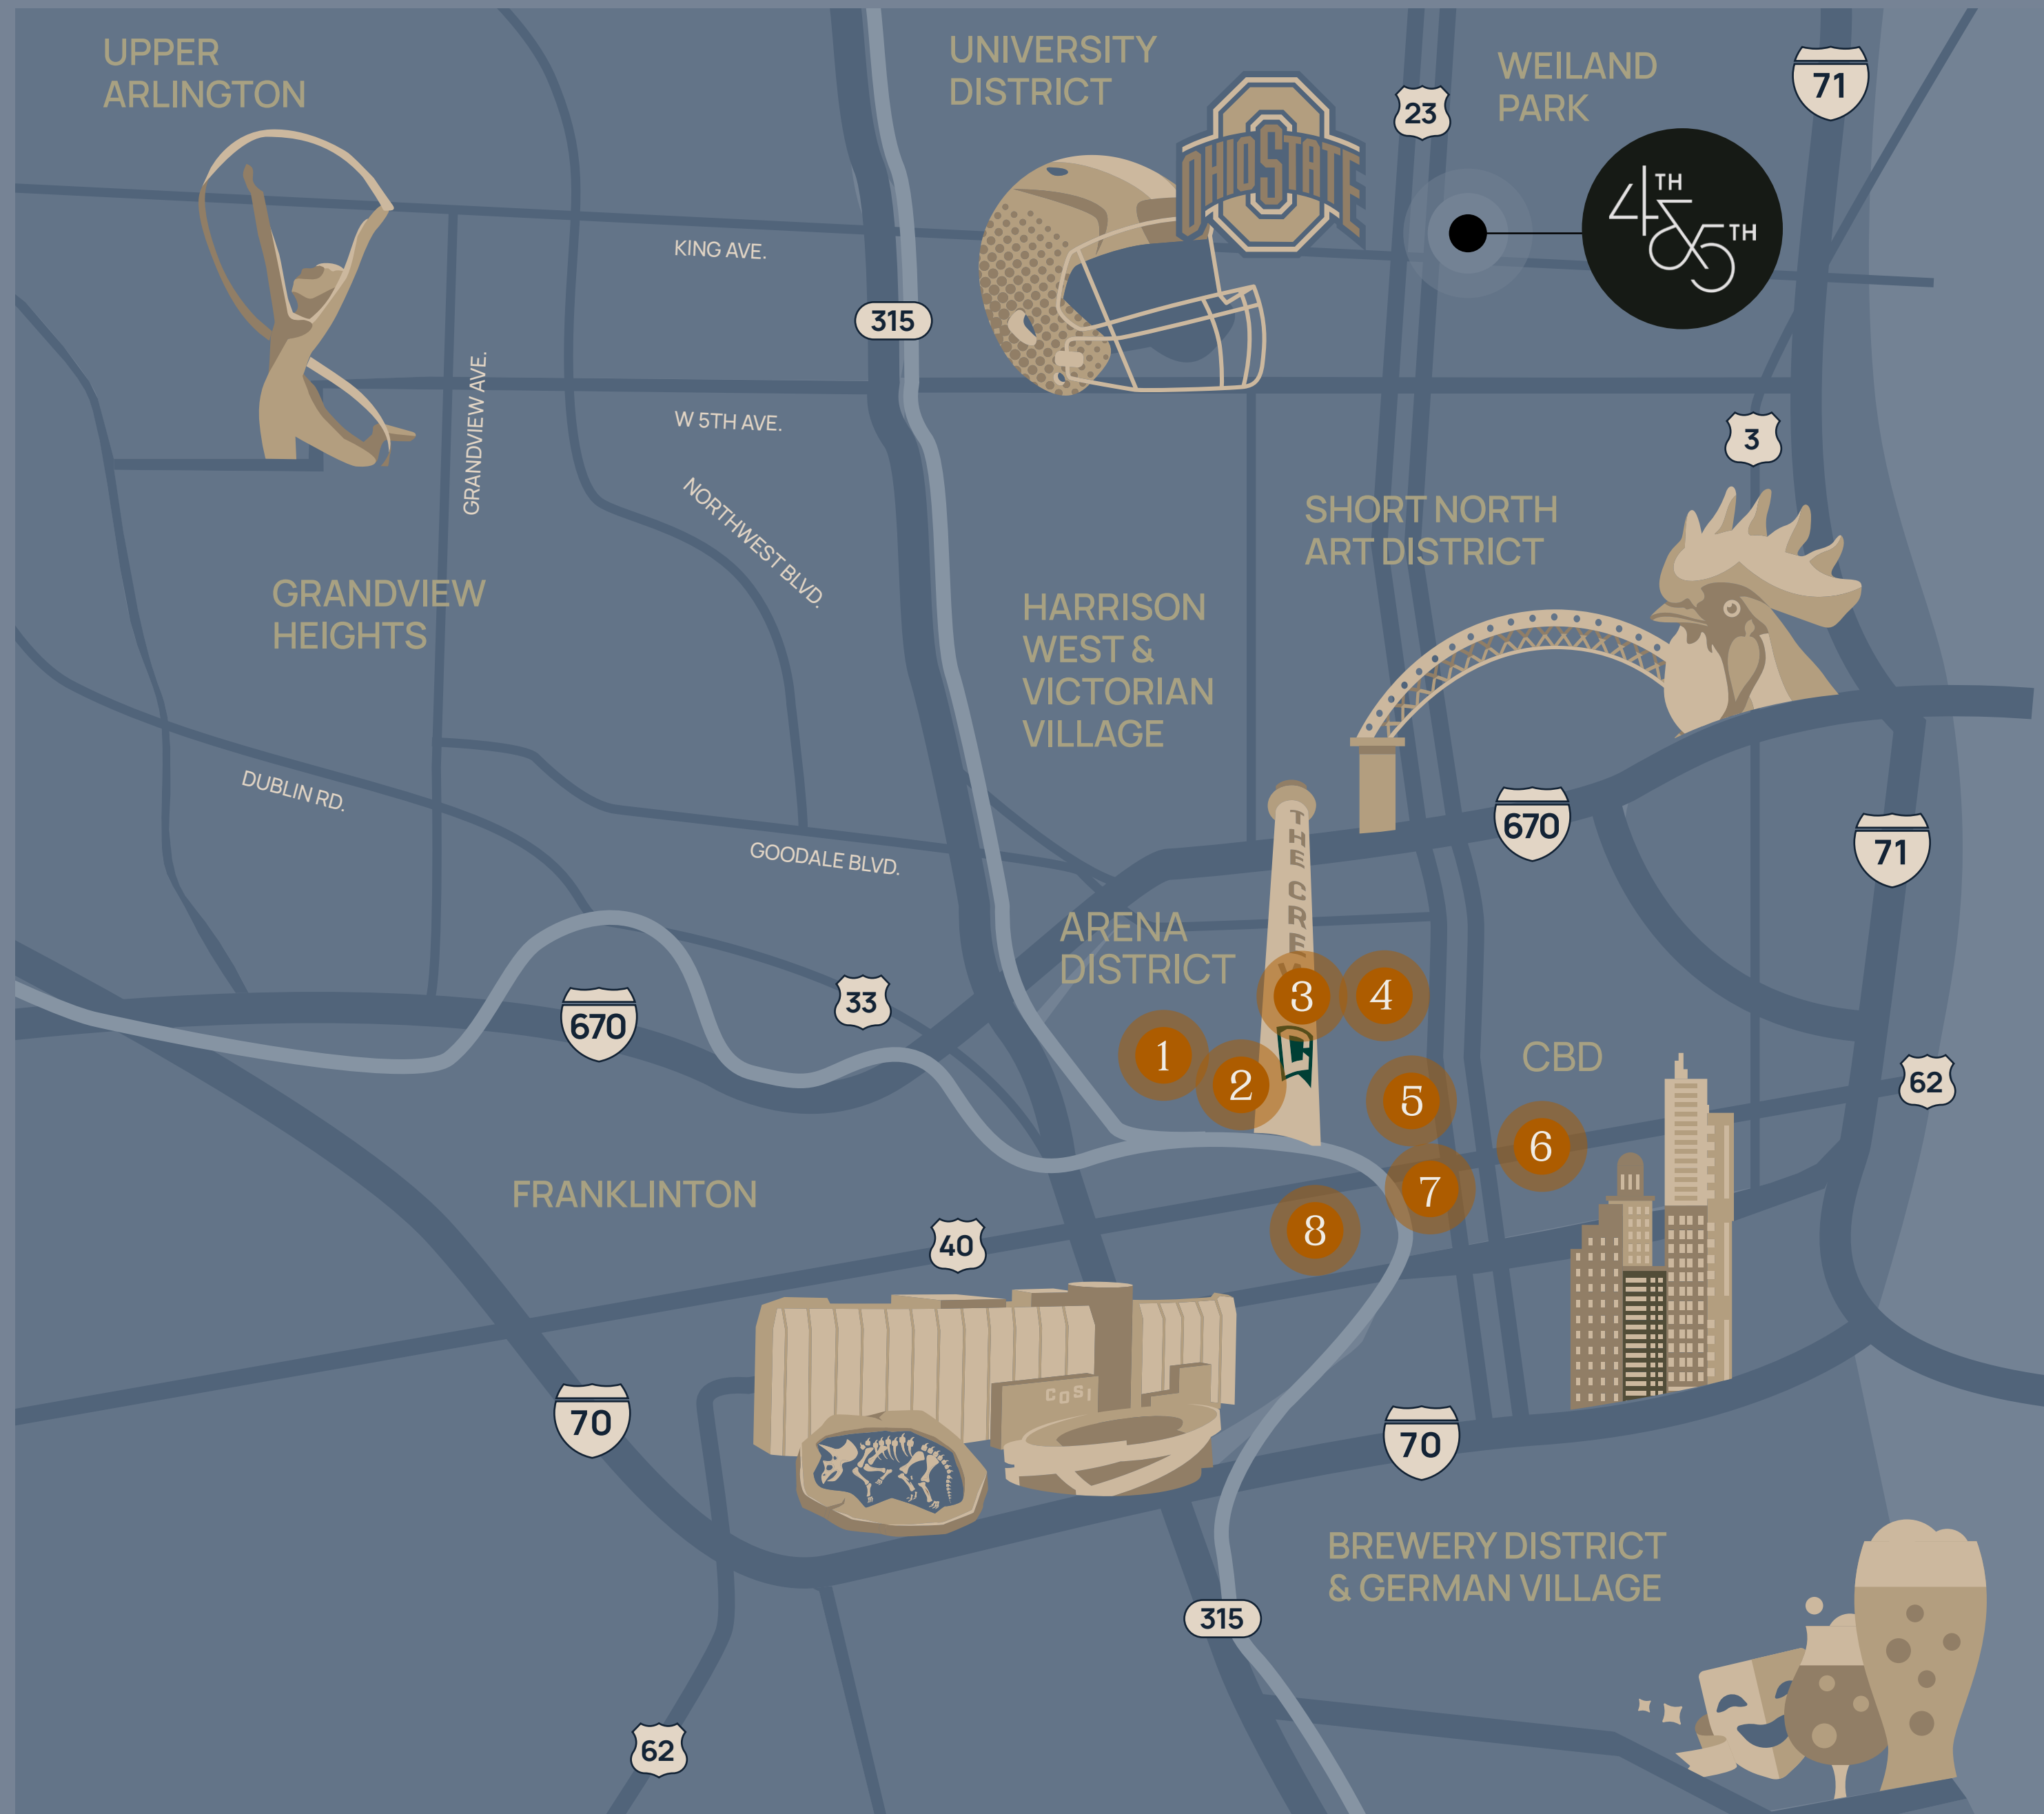 UPPER
ARLINGTON
UNIVERSITY
DISTRICT
WEILAND
PARK
71
23
OHIO STATE
4TH
&
5TH
KING AVE.
315
GRANDVIEW AVE.
W 5TH AVE.
3
NORTHWEST BLVD.
SHORT NORTH
ART DISTRICT
GRANDVIEW
HEIGHTS
HARRISON
WEST &
VICTORIAN
VILLAGE
DUBLIN RD.
GOODALE BLVD.
670
71
THE CREW
ARENA
DISTRICT
33
670
3
4
1
2
5
CBD
62
6
7
8
FRANKLINTON
40
COSI
70
70
BREWERY DISTRICT
& GERMAN VILLAGE
315
62